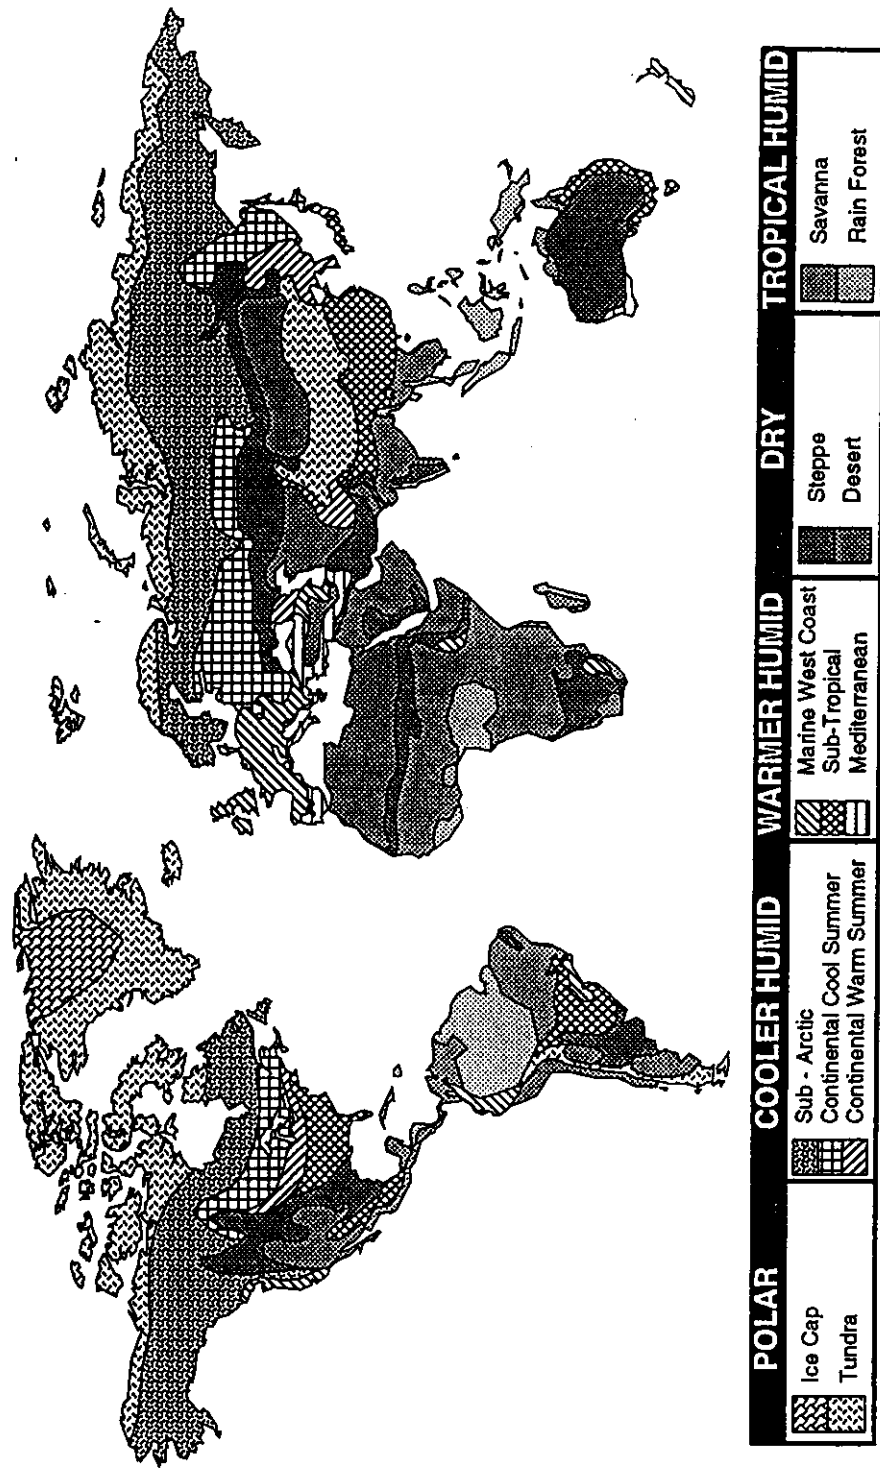 POLAR
Ice Cap
Tundra
COOLER HUMID
Sub - Arctic
Continental Cool Summer
Continental Warm Summer
WARMER HUMID
Marine West Coast
Sub-Tropical
Mediterranean
DRY
Steppe
Desert
TROPICAL HUMID
Savanna
Rain Forest